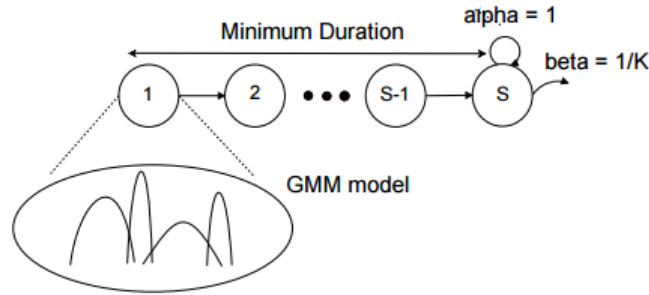 alpha = 1
Minimum Duration
beta = 1/K
1
2
S-1
S
GMM model